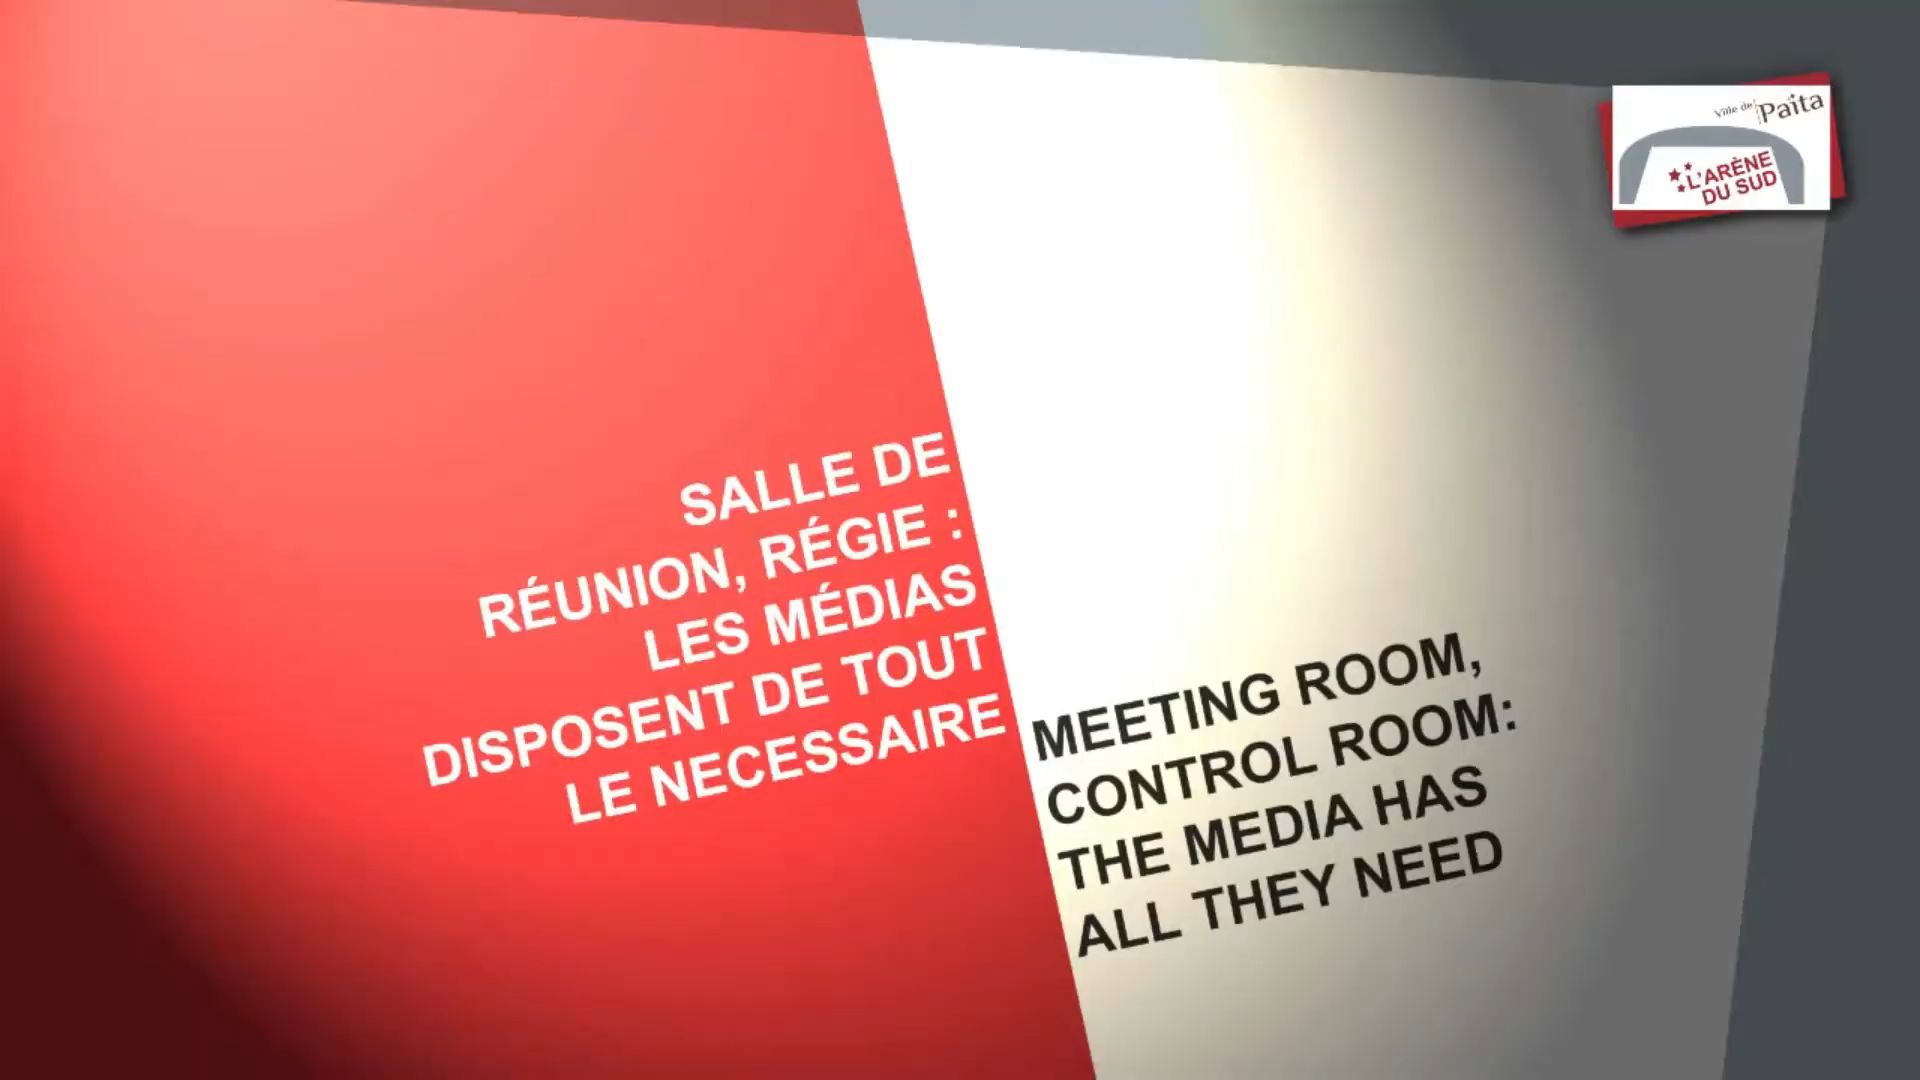 Ville de Païta
L'ARÈNE
DU SUD
SALLE DE
RÉUNION, RÉGIE :
LES MÉDIAS
DISPOSENT DE TOUT
LE NECESSAIRE
MEETING ROOM,
CONTROL ROOM:
THE MEDIA HAS
ALL THEY NEED